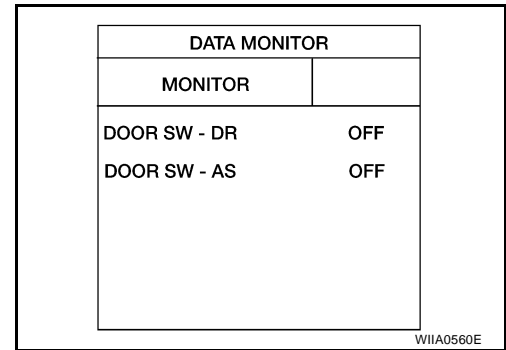 DATA MONITOR
MONITOR
DOOR SW - DR OFF
DOOR SW - AS OFF
WIIA0560E